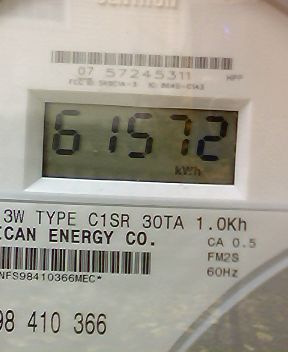 07 57245311 HPP
61572
kWh
3W TYPE C1SR 30TA 1.0Kh
ICAN ENERGY CO.
CA 0.5
FM2S
NFS98410366MEC*
60Hz
98 410 366